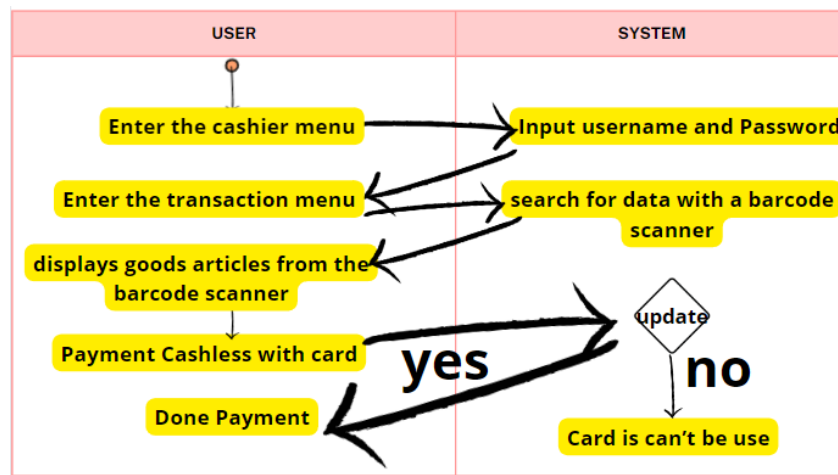 USER
SYSTEM
Enter the cashier menu
Input username and Password
Enter the transaction menu
search for data with a barcode
scanner
displays goods articles from the
barcode scanner
update
Payment Cashless with card
yes
no
Done Payment
Card is can't be use